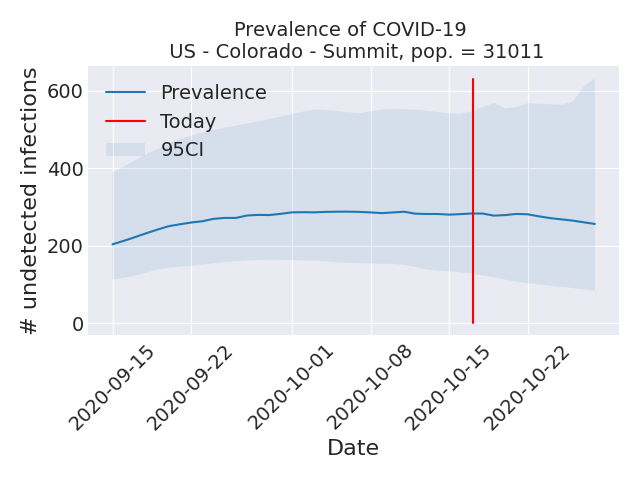 Prevalence of COVID-19
US - Colorado - Summit, pop. = 31011
# undetected infections
600
400
200
0
Prevalence
Today
95CI
2020-09-15
2020-09-22
2020-10-01
2020-10-08
2020-10-15
2020-10-22
Date